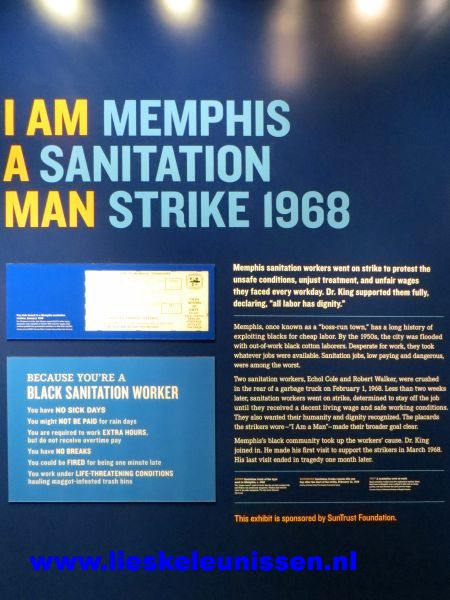 I AM MEMPHIS
A SANITATION
MAN STRIKE 1968
Memphis sanitation workers went on strike to protest the
unsafe conditions, unjust treatment, and unfair wages
they faced every workday. Dr. King supported them fully,
declaring, "all labor has dignity."
Memphis, once known as a "boss-run town," has a long history of
exploiting blacks for cheap labor. By the 1950s, the city was flooded
with out-of-work black cotton laborers. Desperate for work, they took
whatever jobs were available. Sanitation jobs, low paying and dangerous,
were among the worst.
Two sanitation workers, Echol Cole and Robert Walker, were crushed
in the rear of a garbage truck on February 1, 1968. Less than two weeks
later, sanitation workers went on strike, determined to stay off the job
until they received a decent living wage and safe working conditions.
They also wanted their humanity and dignity recognized. The placards
the strikers wore–"I Am a Man"–made their broader goal clear.
Memphis's black community took up the workers' cause. Dr. King
joined in. He made his first visit to support the strikers in March 1968.
His last visit ended in tragedy one month later.
BECAUSE YOU'RE A
BLACK SANITATION WORKER
You have NO SICK DAYS
You might NOT BE PAID for rain days
You are required to work EXTRA HOURS,
but do not receive overtime pay
You have NO BREAKS
You could be FIRED for being one minute late
You work under LIFE-THREATENING CONDITIONS
hauling maggot-infested trash bins
This exhibit is sponsored by SunTrust Foundation.
www.lieskeleunissen.nl